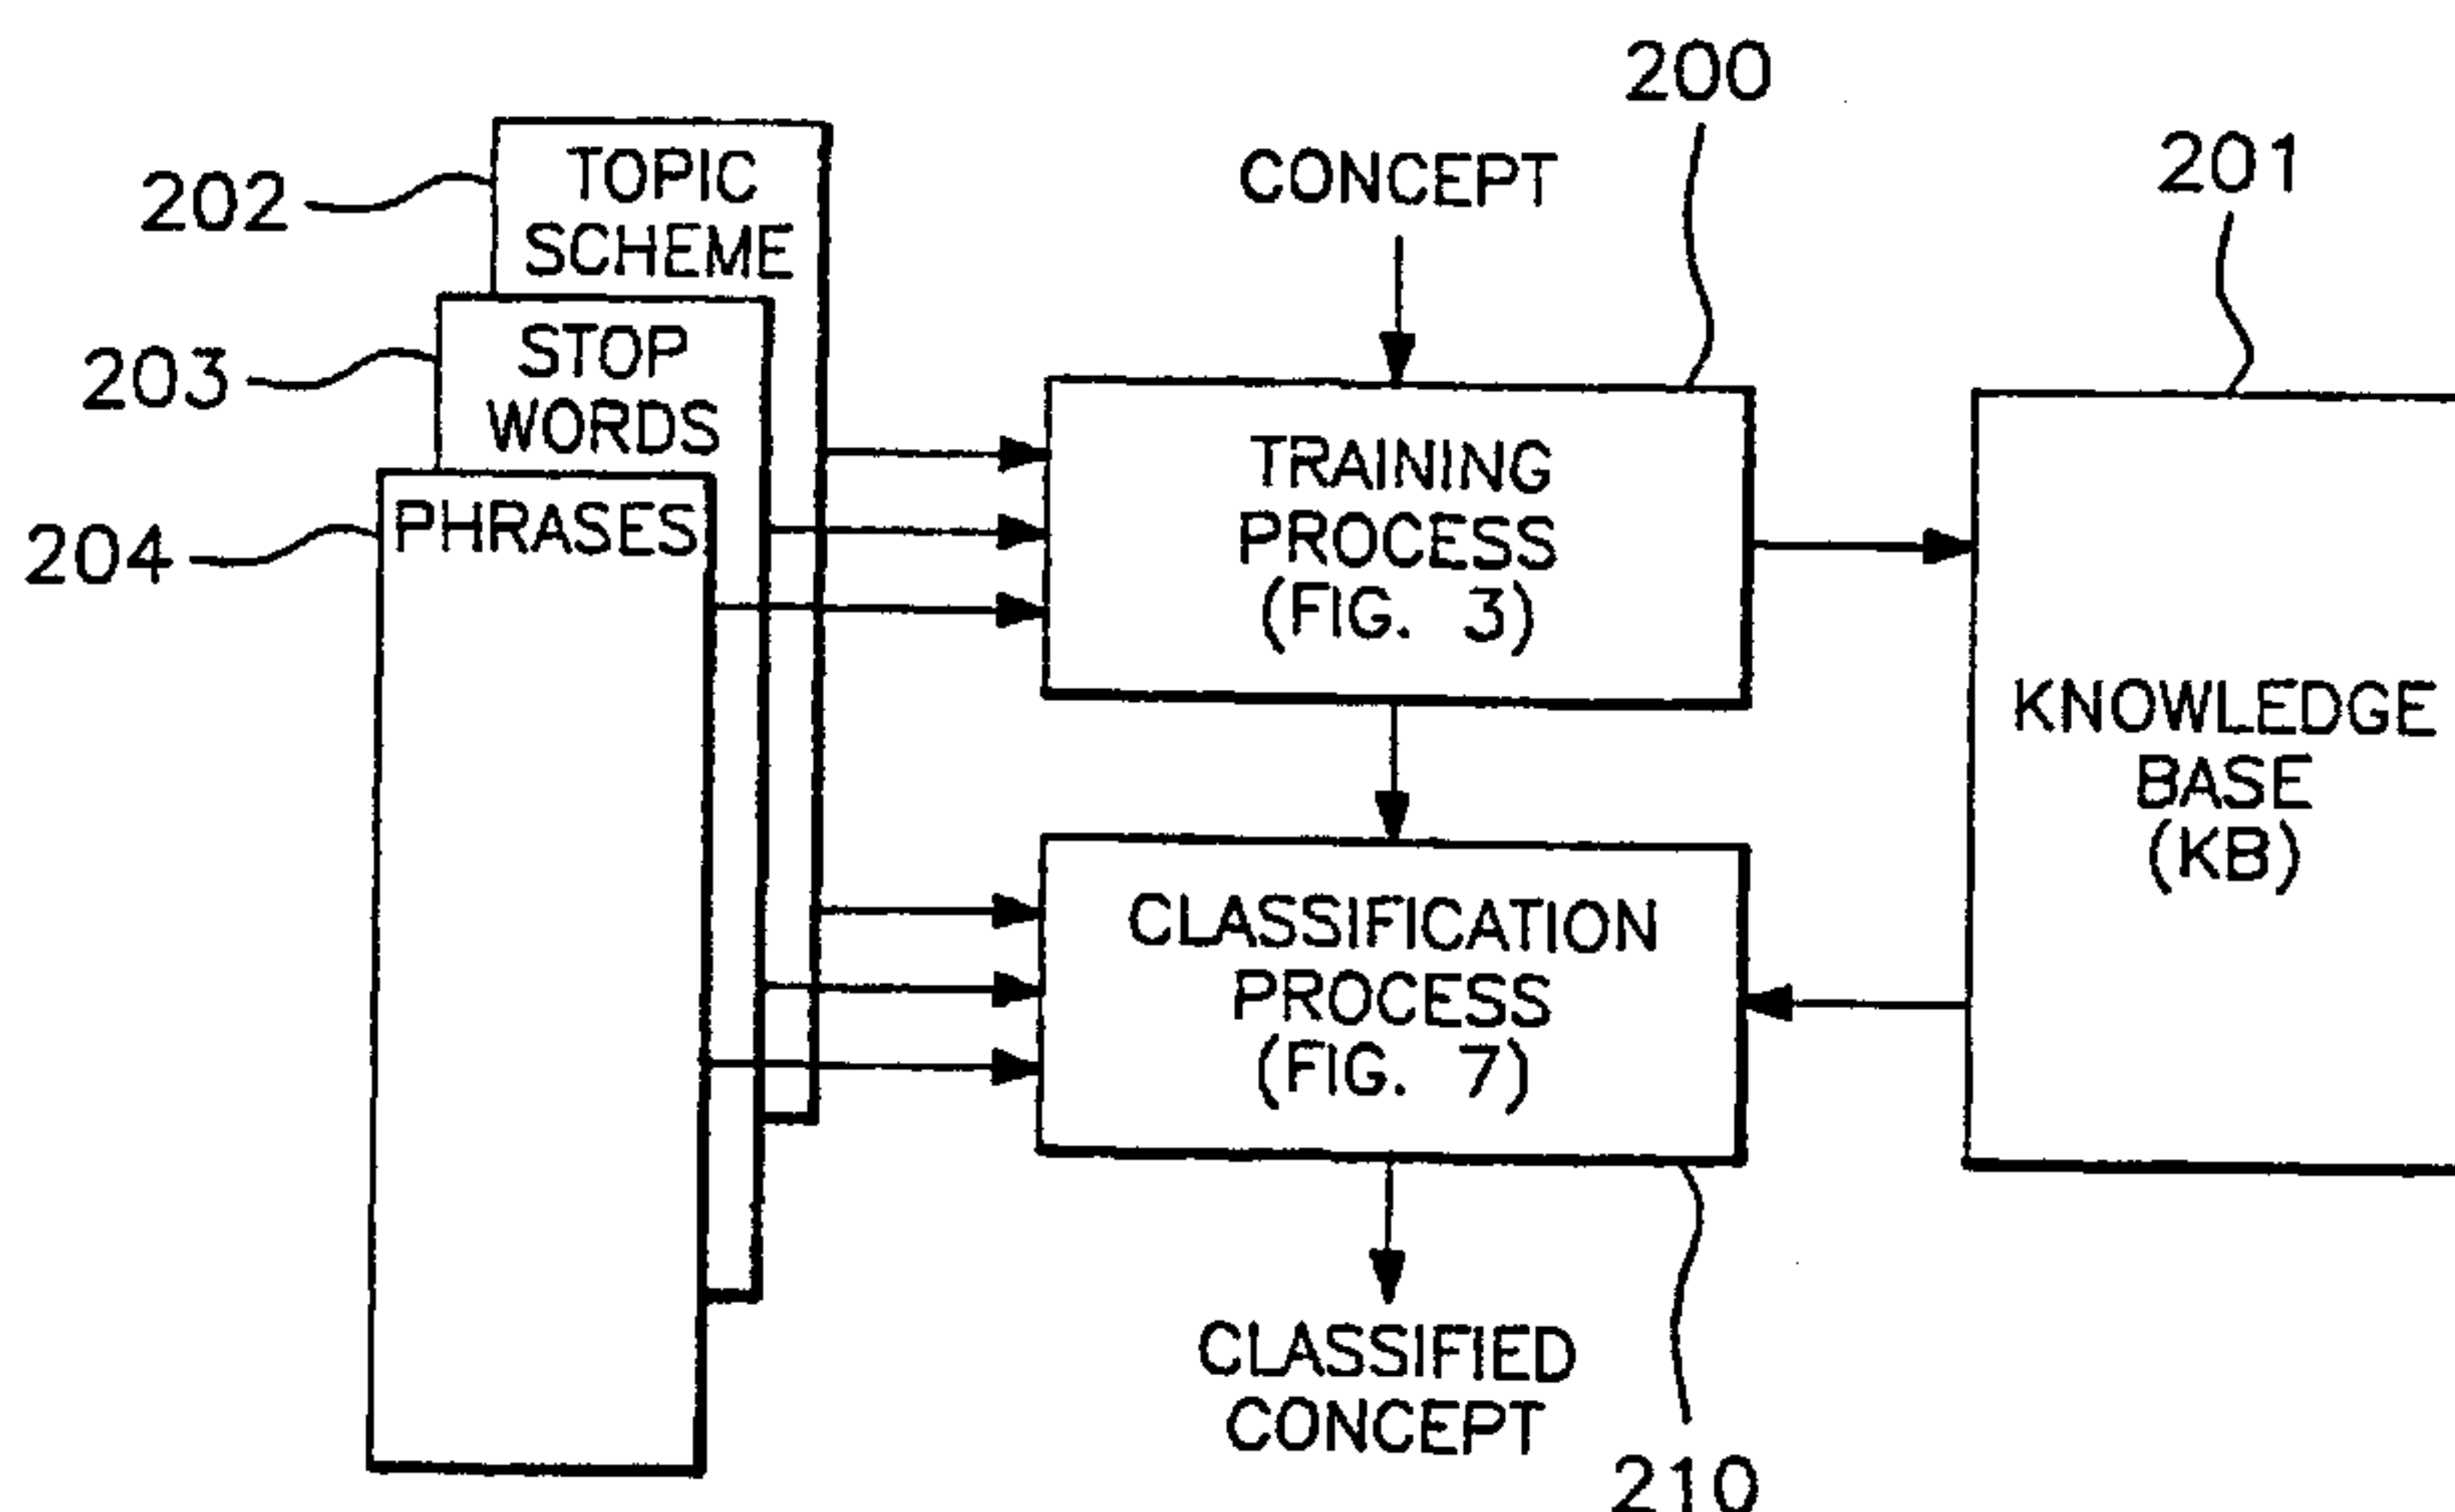 200
201
202
TOPIC
SCHEME
CONCEPT
203
STOP
WORDS
204
PHRASES
TRAINING
PROCESS
(FIG. 3)
KNOWLEDGE
BASE
(KB)
CLASSIFICATION
PROCESS
(FIG. 7)
CLASSIFIED
CONCEPT
210